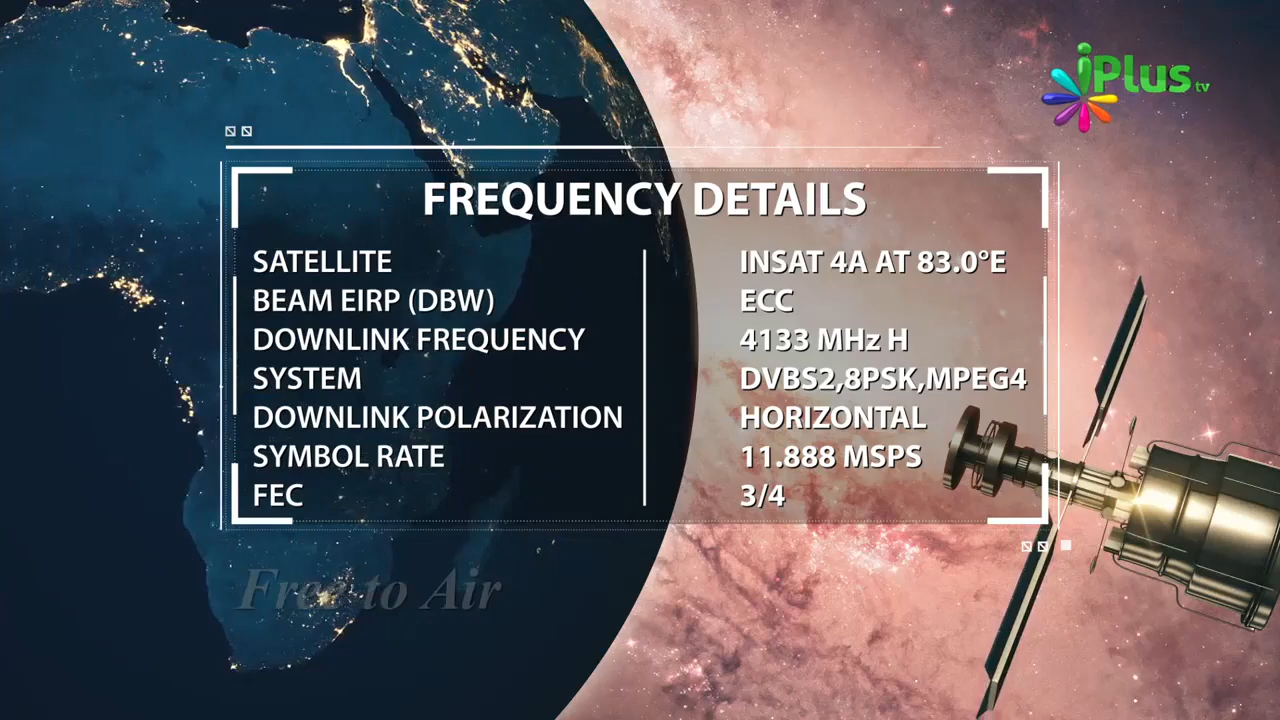 iPlus tv
FREQUENCY DETAILS
SATELLITE INSAT 4A AT 83.0°E
BEAM EIRP (DBW) ECC
DOWNLINK FREQUENCY 4133 MHz H
SYSTEM DVBS2,8PSK,MPEG4
DOWNLINK POLARIZATION HORIZONTAL
SYMBOL RATE 11.888 MSPS
FEC 3/4
Free to Air